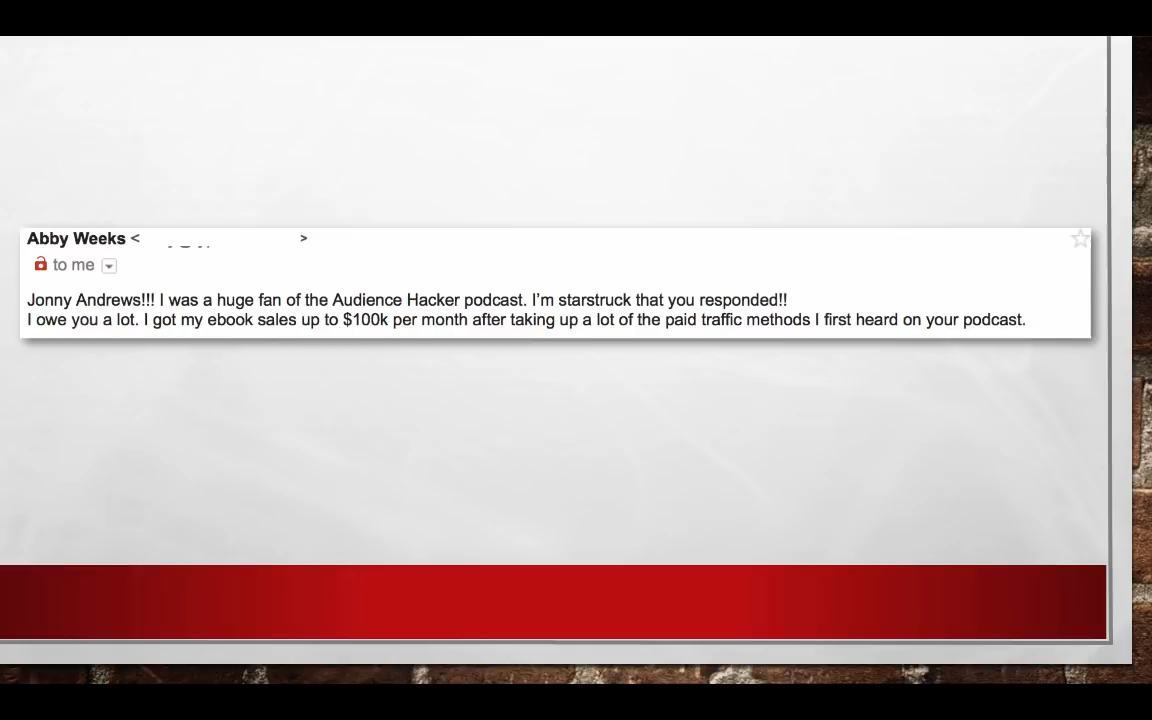 Abby Weeks < >
to me
Jonny Andrews!!! I was a huge fan of the Audience Hacker podcast. I'm starstruck that you responded!!
I owe you a lot. I got my ebook sales up to $100k per month after taking up a lot of the paid traffic methods I first heard on your podcast.